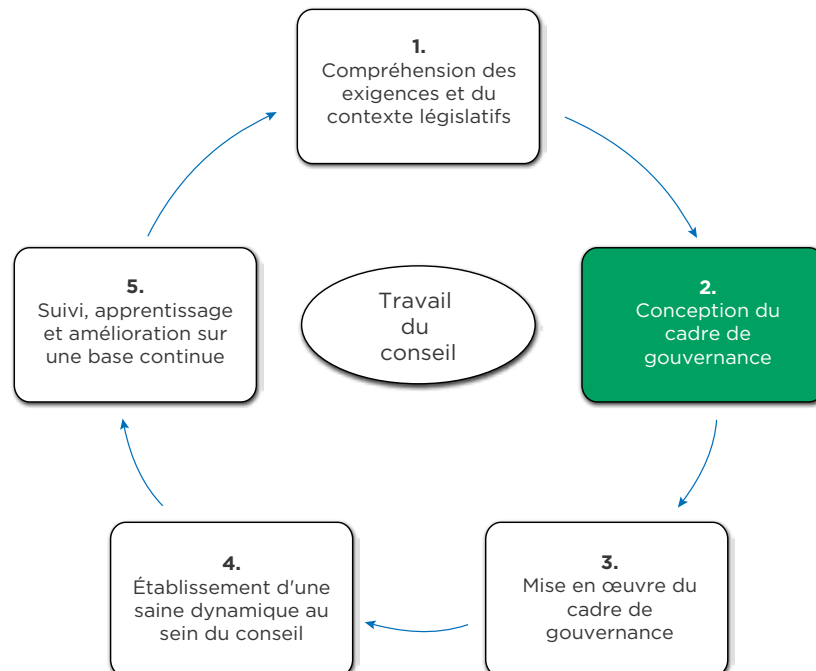 1.
Compréhension des
exigences et du
contexte législatifs
2.
Conception du
cadre de
gouvernance
3.
Mise en œuvre du
cadre de
gouvernance
4.
Établissement d'une
saine dynamique au
sein du conseil
5.
Suivi, apprentissage
et amélioration sur
une base continue
Travail
du
conseil